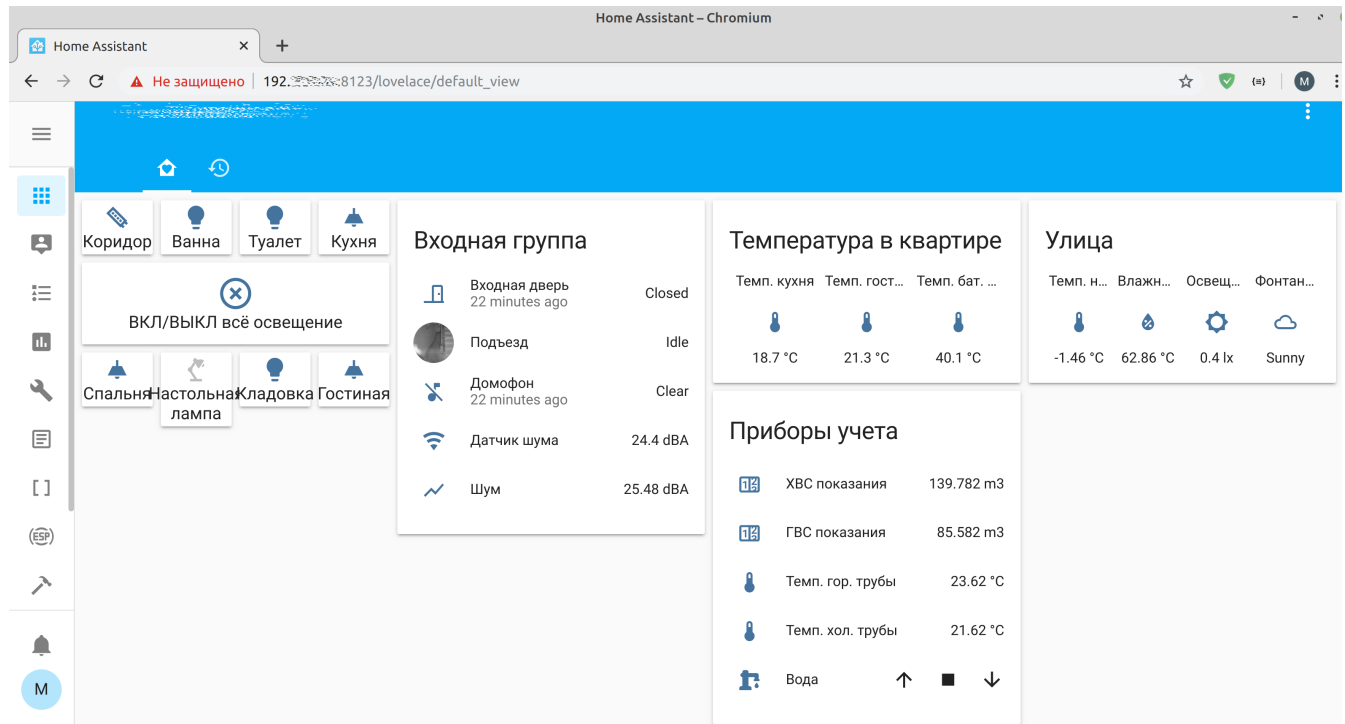 Home Assistant – Chromium
Home Assistant
Не защищено 192. :8123/lovelace/default_view
M
Коридор Ванна Туалет Кухня
ВКЛ/ВЫКЛ всё освещение
Спальня Настольная лампа Кладовка Гостиная
Входная группа
Входная дверь Closed
22 minutes ago
Подъезд Idle
Домофон Clear
22 minutes ago
Датчик шума 24.4 dBA
Шум 25.48 dBA
Температура в квартире
Темп. кухня Темп. гост… Темп. бат. …
18.7 °C 21.3 °C 40.1 °C
Приборы учета
ХВС показания 139.782 m3
ГВС показания 85.582 m3
Темп. гор. трубы 23.62 °C
Темп. хол. трубы 21.62 °C
Вода
Улица
Темп. н… Влажн… Освещ… Фонтан…
-1.46 °C 62.86 °C 0.4 lx Sunny
(ESP)
M